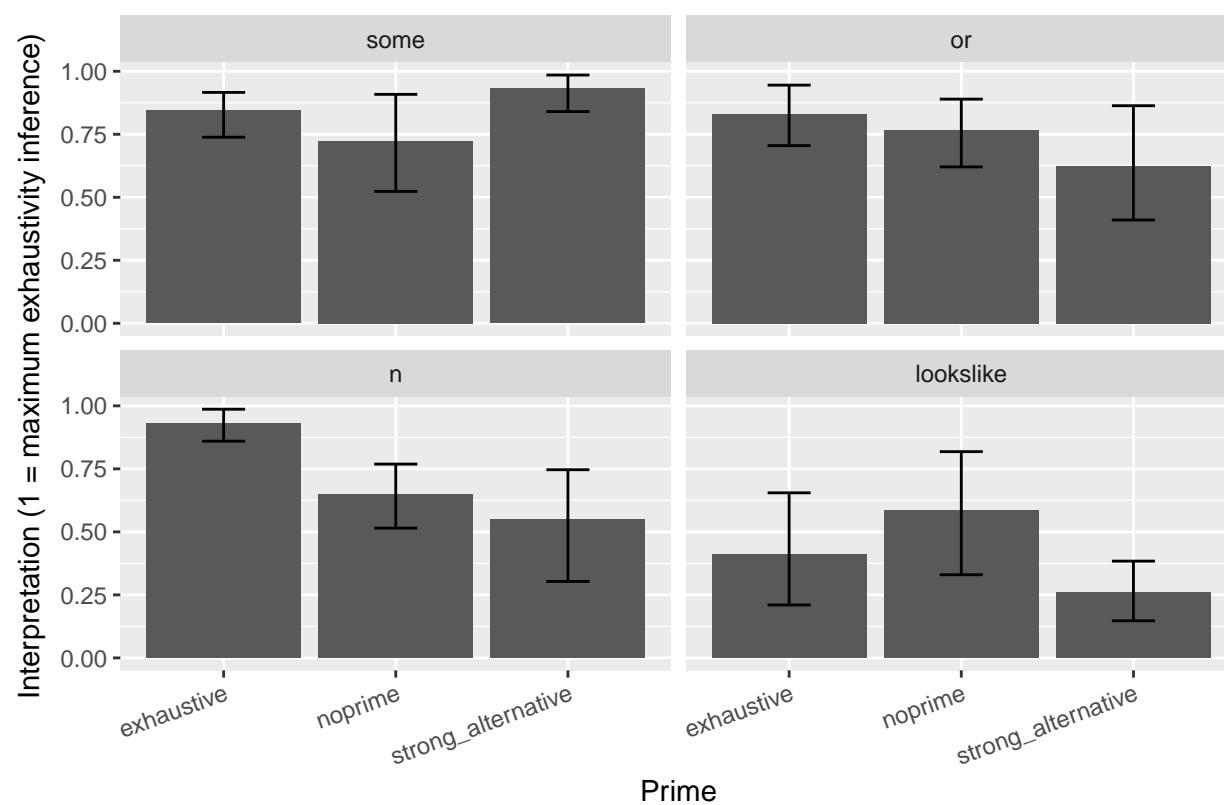 Interpretation (1 = maximum exhaustivity inference)
some
or
1.00
0.75
0.50
0.25
0.00
n
lookslike
1.00
0.75
0.50
0.25
0.00
exhaustive
noprime
strong_alternative
exhaustive
noprime
strong_alternative
Prime